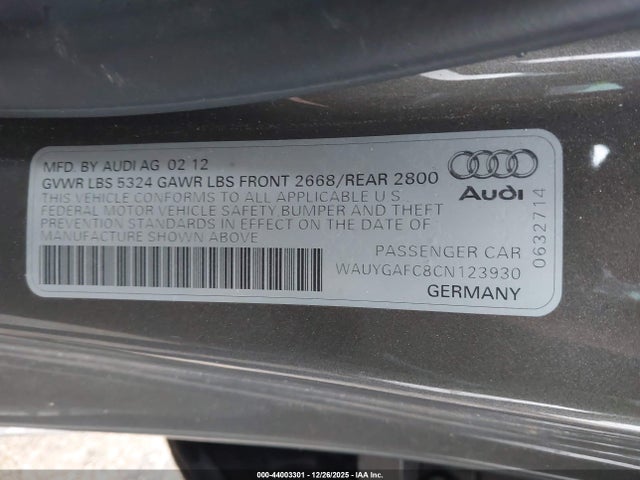 MFD. BY AUDI AG 02 12
GVWR LBS 5324 GAWR LBS FRONT 2668/REAR 2800
THIS VEHICLE CONFORMS TO ALL APPLICABLE U S
FEDERAL MOTOR VEHICLE SAFETY BUMPER AND THEFT
PREVENTION STANDARDS IN EFFECT ON THE DATE OF
MANUFACTURE SHOWN ABOVE
PASSENGER CAR
WAUYGAFC8CN123930
GERMANY
Audi
0632714
000-44003301 - 12/26/2025 - IAA Inc.